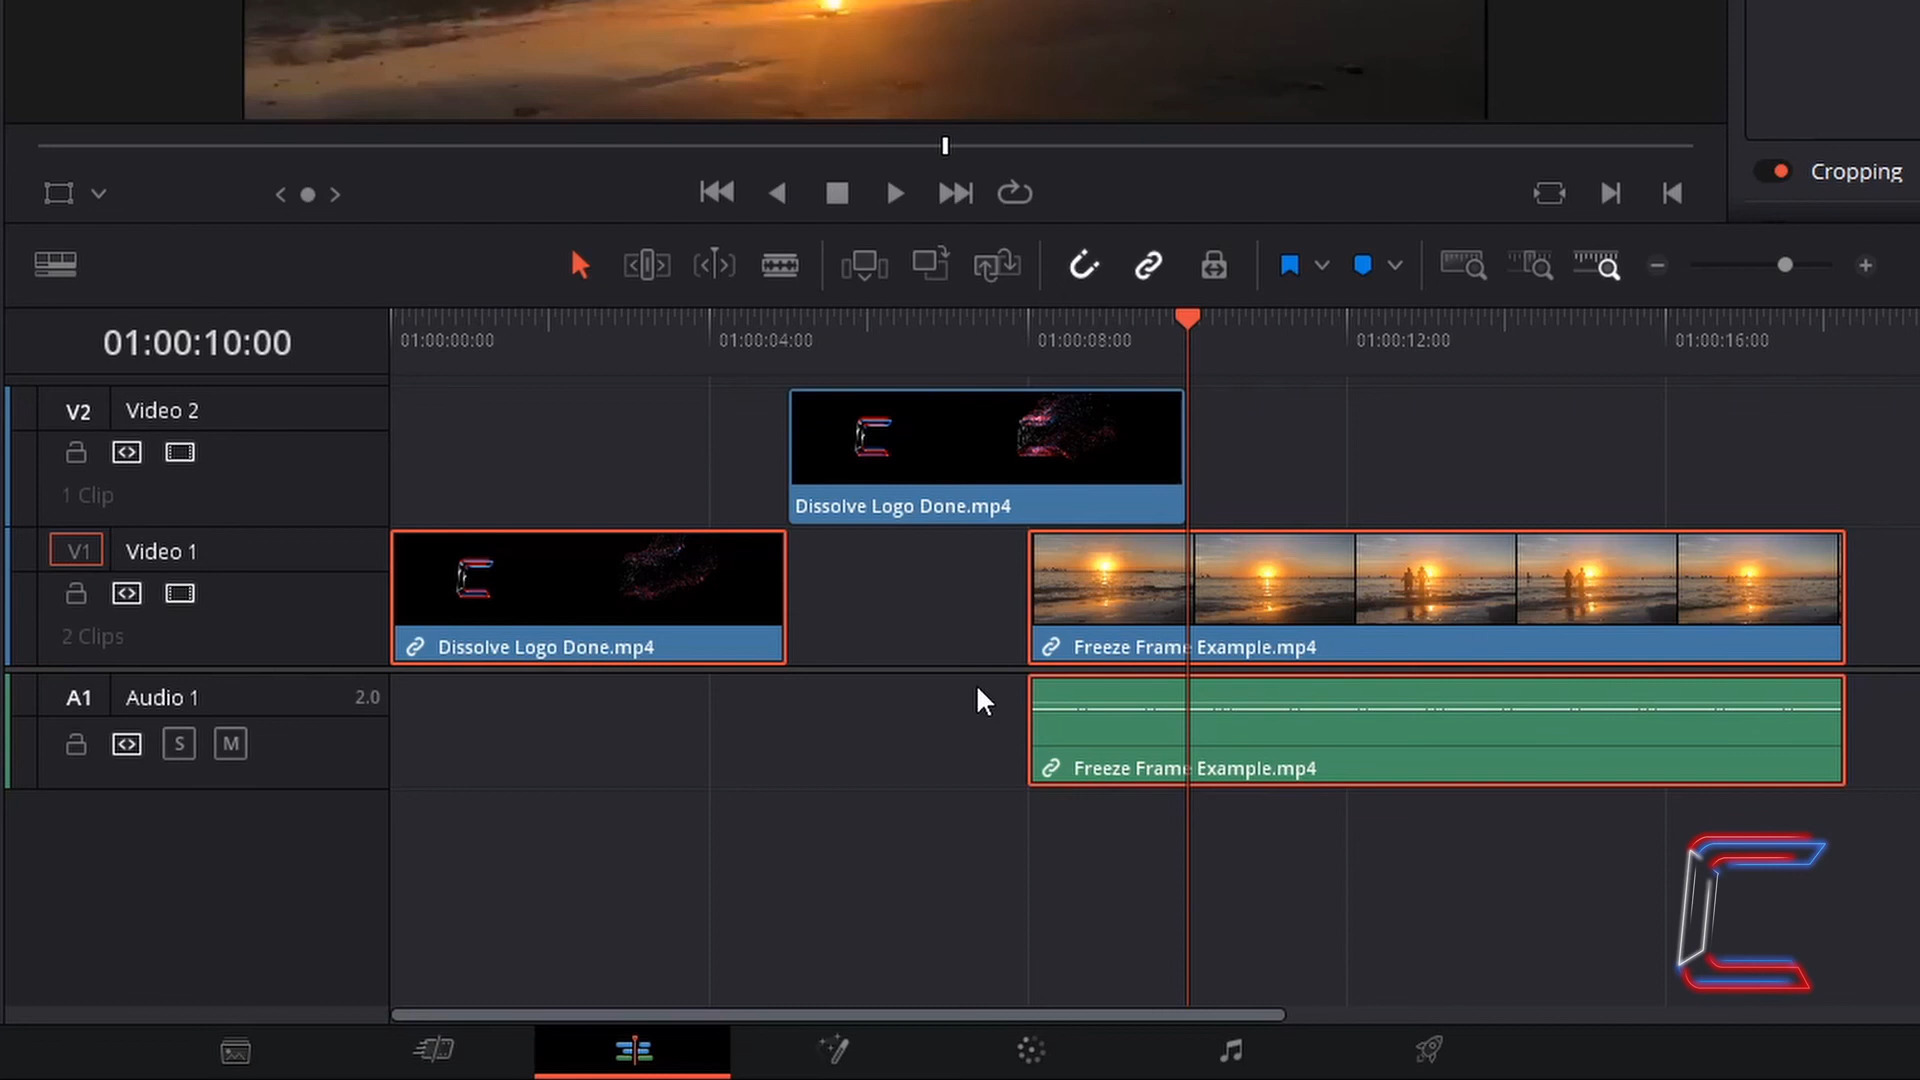 Cropping
01:00:10:00
01:00:00:00
01:00:04:00
01:00:08:00
01:00:12:00
01:00:16:00
V2 Video 2
1 Clip
Dissolve Logo Done.mp4
V1 Video 1
2 Clips
Dissolve Logo Done.mp4
Freeze Frame Example.mp4
A1 Audio 1 2.0
S M
Freeze Frame Example.mp4